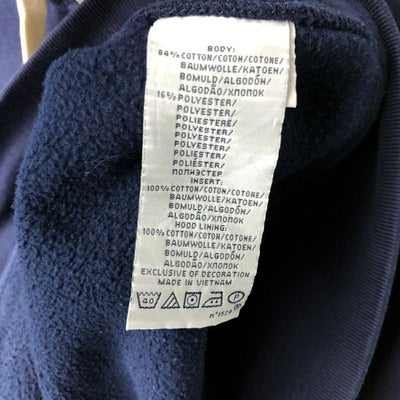 BODY:
84% COTTON/COTON/COTONE/
BAUMWOLLE/KATOEN/
BOMULD/ALGODÓN/
ALGODÃO/ХЛОПОК
16% POLYESTER/
POLYESTER/
POLIESTERE/
POLYESTER/
POLYESTER/
POLYESTER/
POLIÉSTER/
ПОЛИЭСТЕР
INSERT:
100% COTTON/COTON/COTONE/
BAUMWOLLE/KATOEN/
BOMULD/ALGODÓN/
ALGODÃO/ХЛОПОК
HOOD LINING:
100% COTTON/COTON/COTONE/
BAUMWOLLE/KATOEN/
BOMULD/ALGODÓN/
ALGODÃO/ХЛОПОК
EXCLUSIVE OF DECORATION
MADE IN VIETNAM
40 P
n°1527